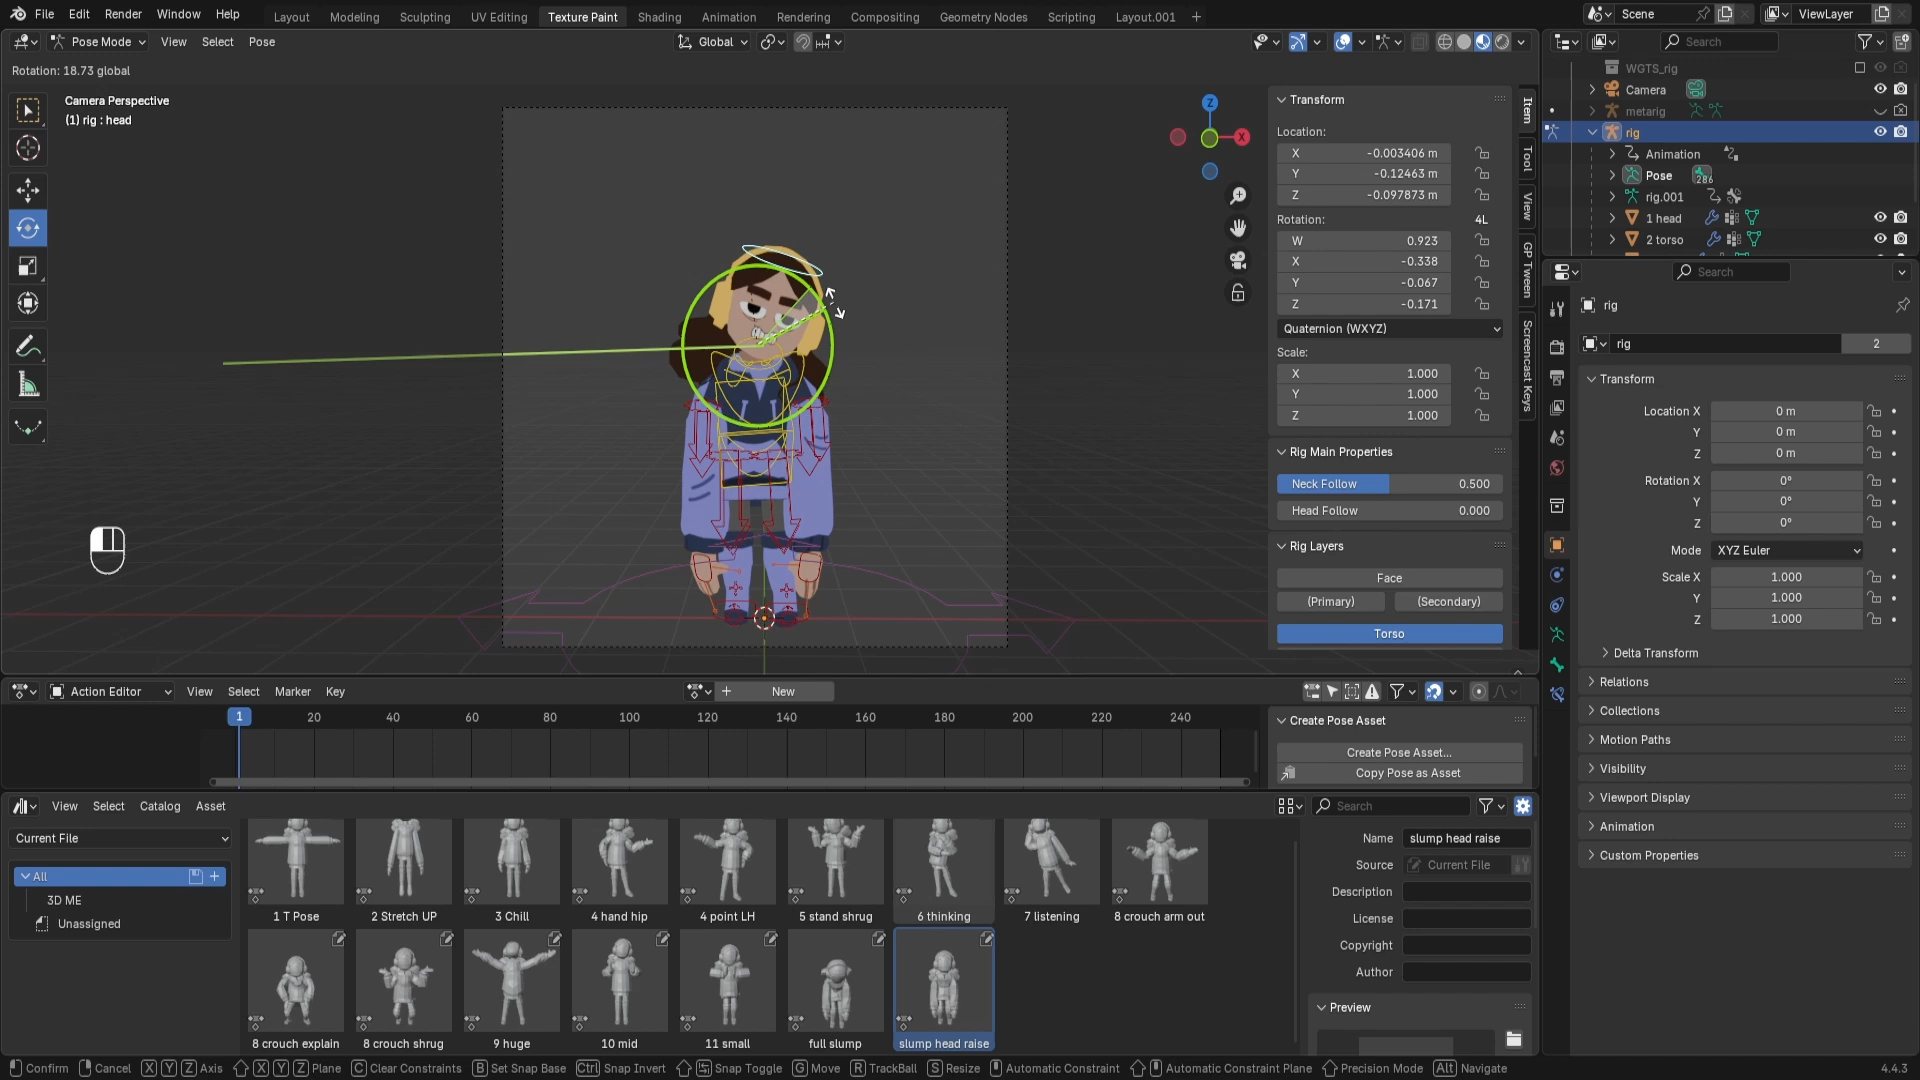 File Edit Render Window Help Layout Modeling Sculpting UV Editing Texture Paint Shading Animation Rendering Compositing Geometry Nodes Scripting Layout.001 + Scene ViewLayer
Pose Mode View Select Pose Global Search
Rotation: 18.73 global
Camera Perspective
(1) rig : head
Z
X
Transform
Location:
X -0.003406 m
Y -0.12463 m
Z -0.097873 m
Rotation: 4L
W 0.923
X -0.338
Y -0.067
Z -0.171
Quaternion (WXYZ)
Scale:
X 1.000
Y 1.000
Z 1.000
Rig Main Properties
Neck Follow 0.500
Head Follow 0.000
Rig Layers
Face
(Primary) (Secondary)
Torso
Item
Tool
View
GP Tween
Screencast Keys
WGTS_rig
Camera
metarig
rig
Animation
Pose 286
rig.001
1 head
2 torso
Search
rig
rig 2
Transform
Location X 0 m
Y 0 m
Z 0 m
Rotation X 0°
Y 0°
Z 0°
Mode XYZ Euler
Scale X 1.000
Y 1.000
Z 1.000
Delta Transform
Relations
Collections
Motion Paths
Visibility
Viewport Display
Animation
Custom Properties
Action Editor View Select Marker Key + New
1 20 40 60 80 100 120 140 160 180 200 220 240
Create Pose Asset
Create Pose Asset...
Copy Pose as Asset
View Select Catalog Asset Search
Current File
All +
3D ME
Unassigned
1 T Pose 2 Stretch UP 3 Chill 4 hand hip 4 point LH 5 stand shrug 6 thinking 7 listening 8 crouch arm out
8 crouch explain 8 crouch shrug 9 huge 10 mid 11 small full slump slump head raise
Name slump head raise
Source Current File
Description
License
Copyright
Author
Preview
Confirm Cancel X Y Z Axis X Y Z Plane C Clear Constraints B Set Snap Base Ctrl Snap Invert Snap Toggle G Move R TrackBall S Resize Automatic Constraint Automatic Constraint Plane Precision Mode Alt Navigate 4.4.3